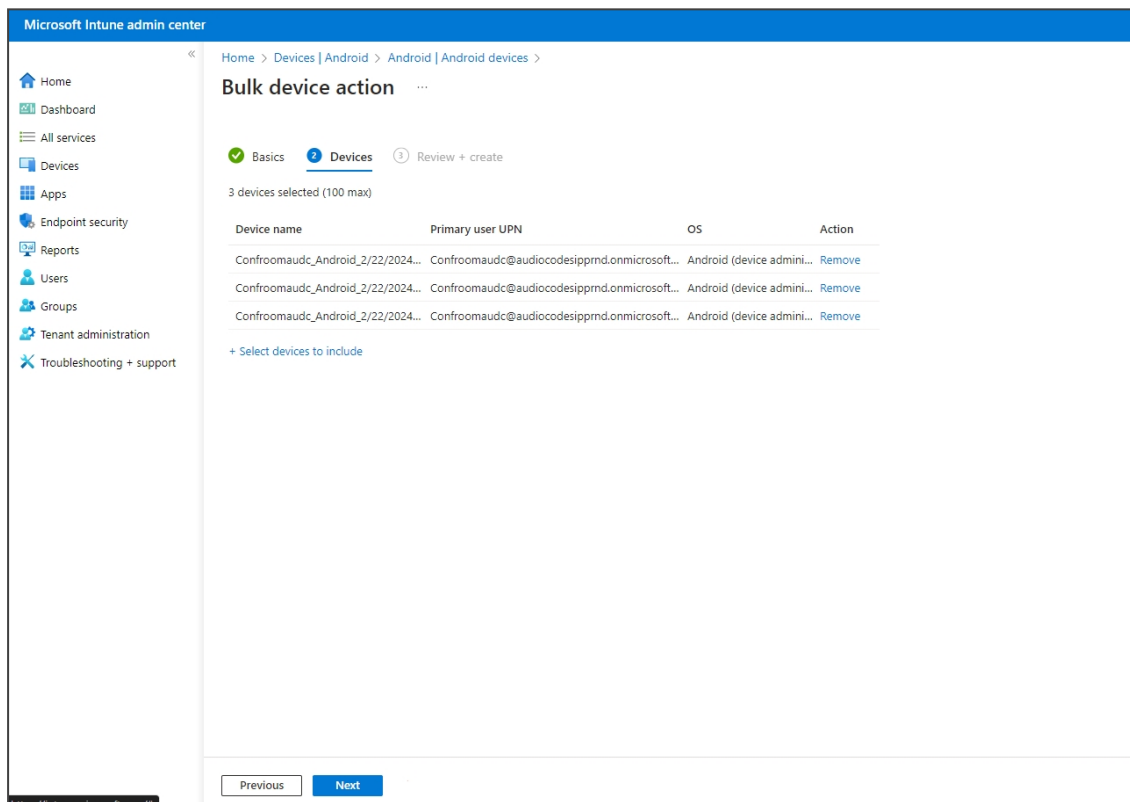 Microsoft Intune admin center
«
Home > Devices | Android > Android | Android devices >
Bulk device action ...
Home
Dashboard
All services
Devices
Apps
Endpoint security
Reports
Users
Groups
Tenant administration
Troubleshooting + support
Basics 2 Devices 3 Review + create
3 devices selected (100 max)
Device name Primary user UPN OS Action
Confroomaudc_Android_2/22/2024... Confroomaudc@audiocodesipprnd.onmicrosoft... Android (device admini... Remove
Confroomaudc_Android_2/22/2024... Confroomaudc@audiocodesipprnd.onmicrosoft... Android (device admini... Remove
Confroomaudc_Android_2/22/2024... Confroomaudc@audiocodesipprnd.onmicrosoft... Android (device admini... Remove
+ Select devices to include
Previous Next